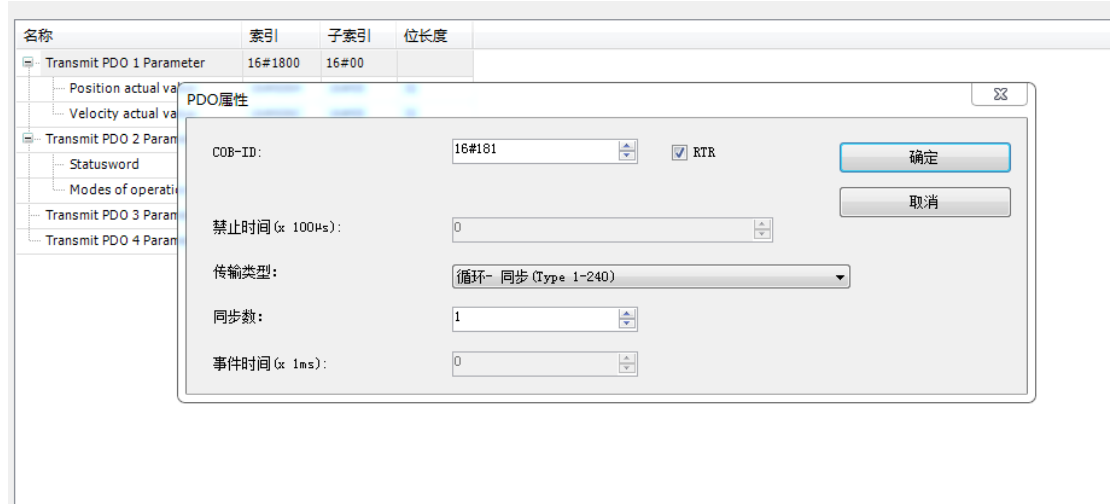 名称 索引 子索引 位长度
Transmit PDO 1 Parameter 16#1800 16#00
Position actual val
Velocity actual va
Transmit PDO 2 Param
Statusword
Modes of operati
Transmit PDO 3 Param
Transmit PDO 4 Param
PDO属性
COB-ID: 16#181 RTR 确定
取消
禁止时间(x 100μs): 0
传输类型: 循环- 同步(Type 1-240)
同步数: 1
事件时间(x 1ms): 0